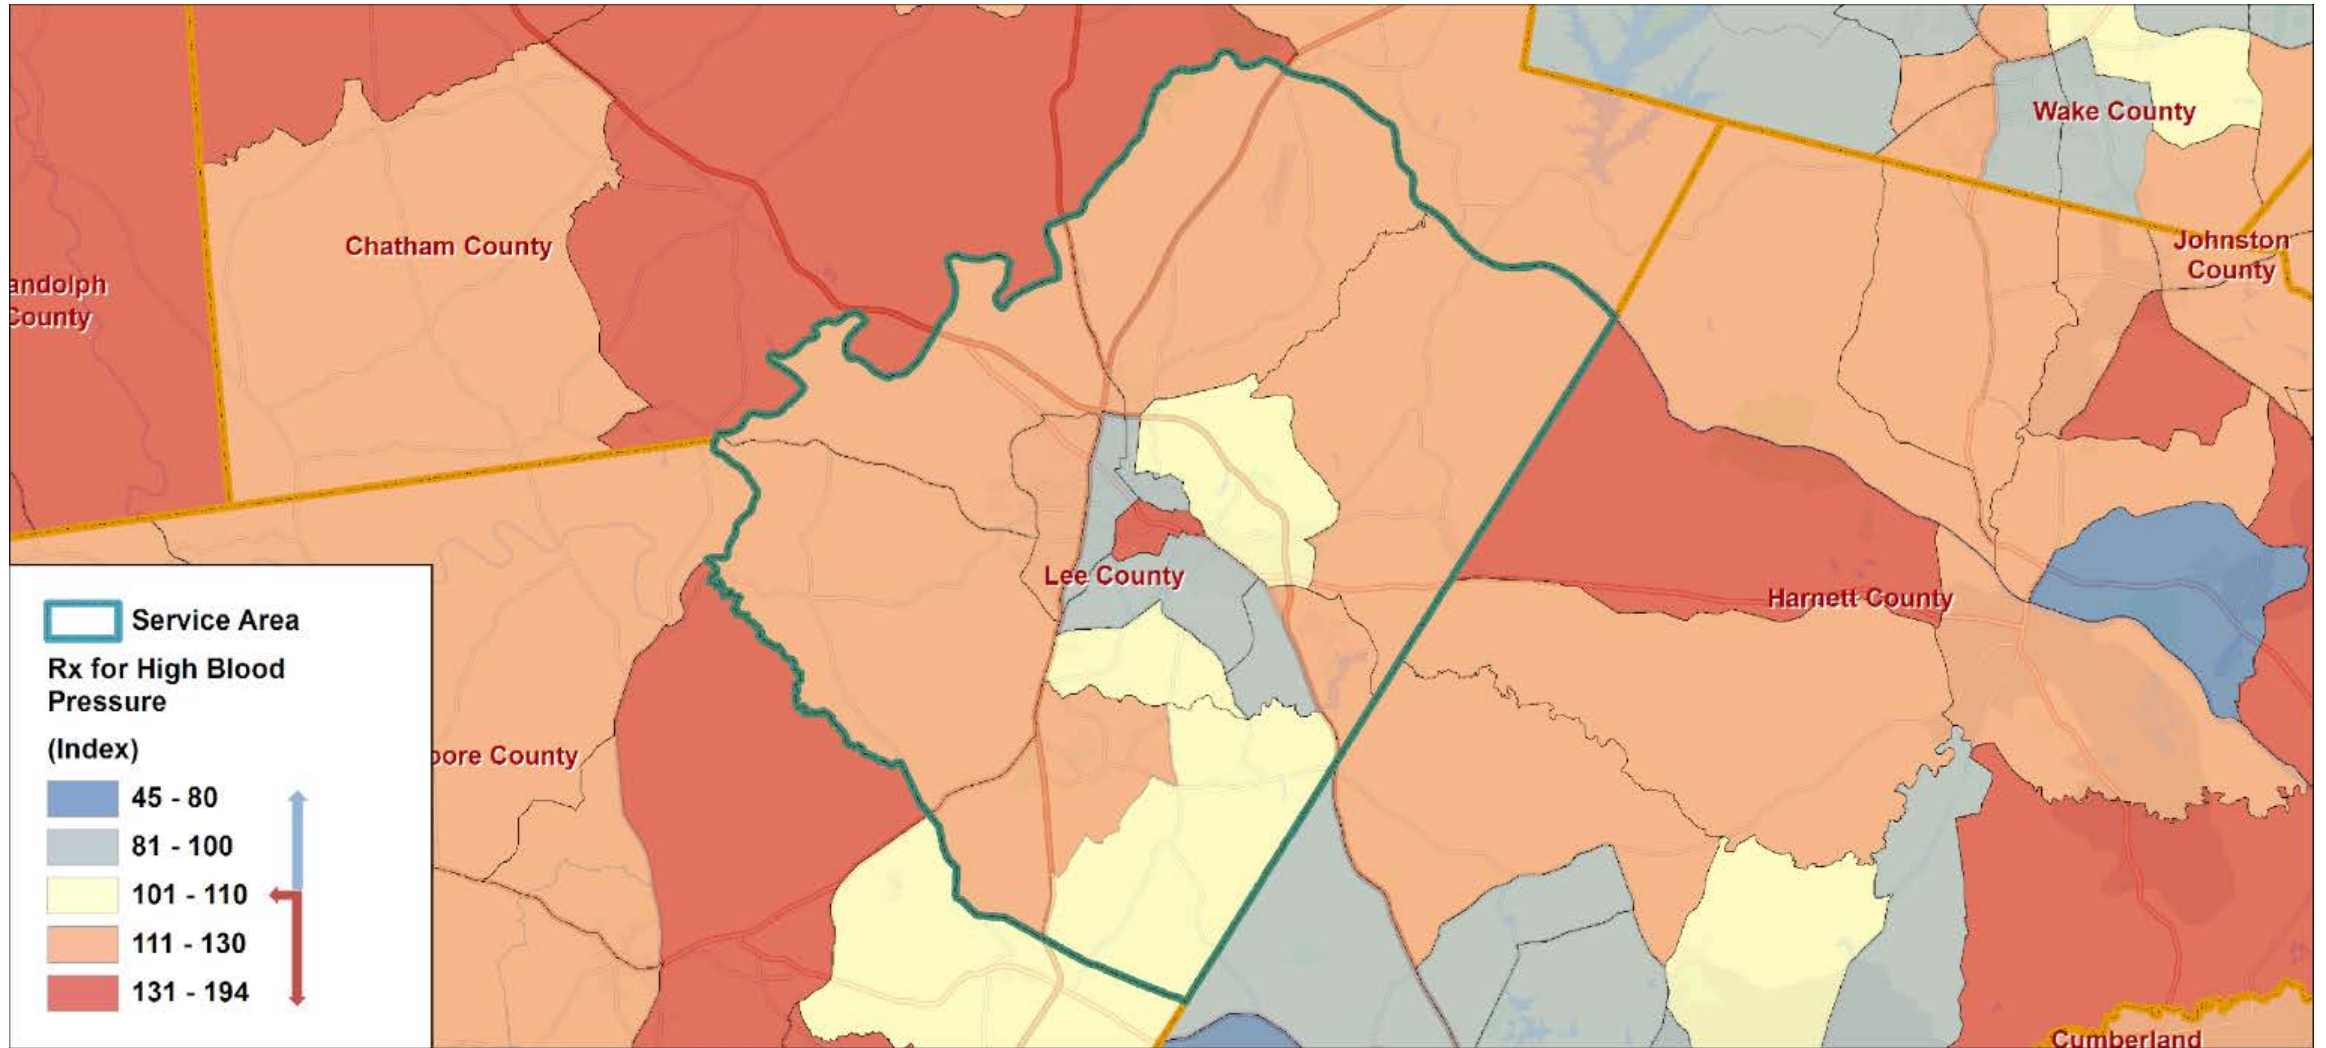 Wake County
Chatham County
Johnston
County
andolph
County
Lee County
Harnett County
oore County
Cumberland
Service Area
Rx for High Blood
Pressure
(Index)
45 - 80
81 - 100
101 - 110
111 - 130
131 - 194